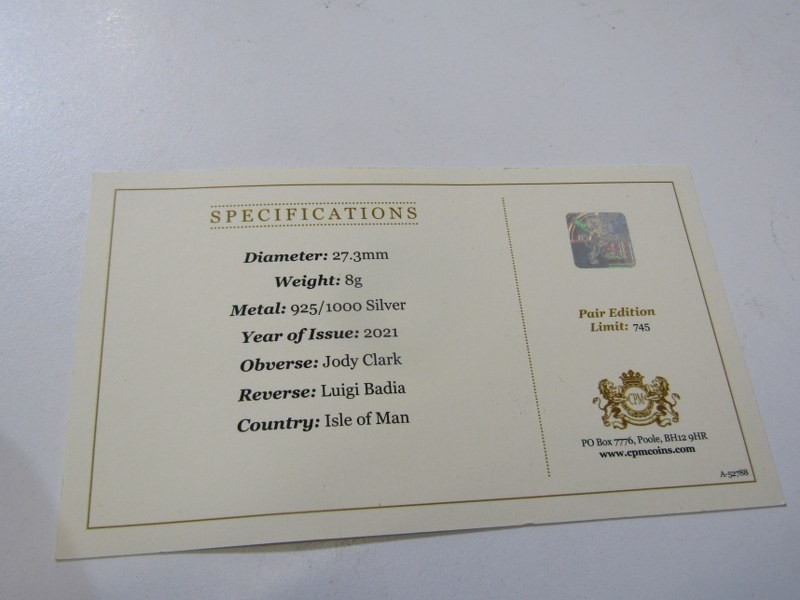 SPECIFICATIONS
Diameter: 27.3mm
Weight: 8g
Metal: 925/1000 Silver
Year of Issue: 2021
Obverse: Jody Clark
Reverse: Luigi Badia
Country: Isle of Man
Pair Edition
Limit: 745
CPM
PO Box 7776, Poole, BH12 9HR
www.cpmcoins.com
A-52788